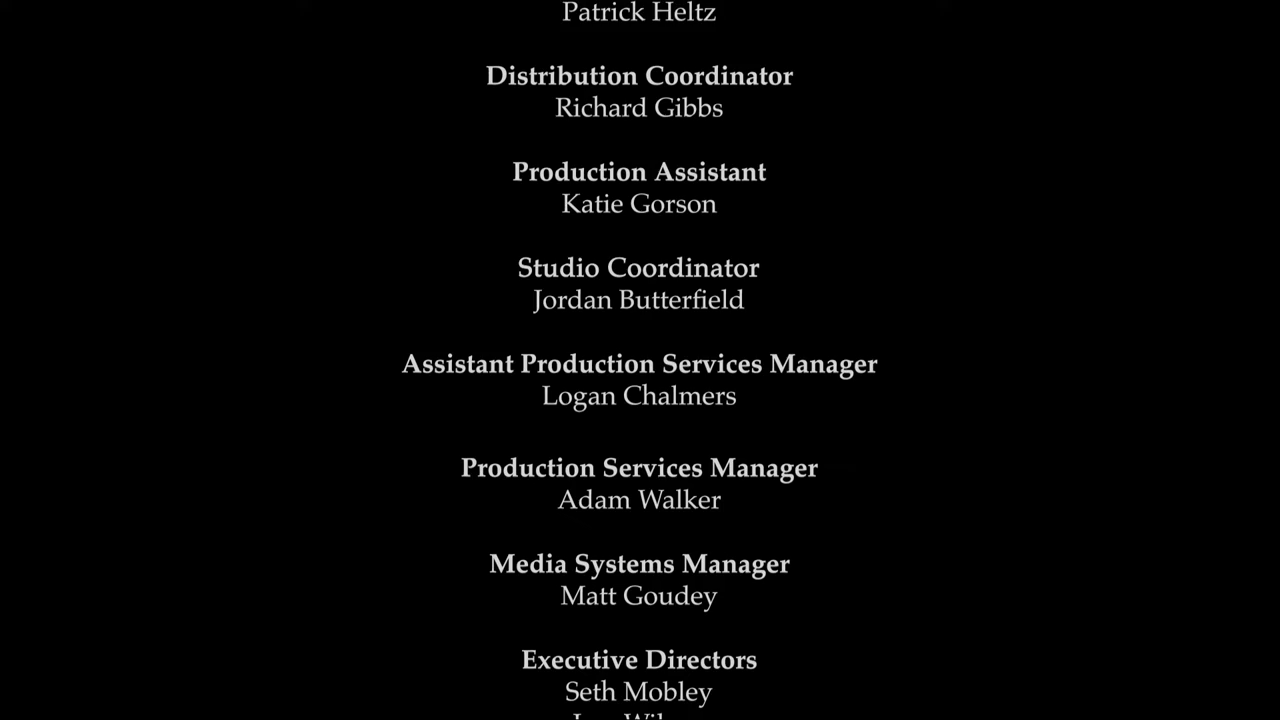 Patrick Heltz
Distribution Coordinator
Richard Gibbs
Production Assistant
Katie Gorson
Studio Coordinator
Jordan Butterfield
Assistant Production Services Manager
Logan Chalmers
Production Services Manager
Adam Walker
Media Systems Manager
Matt Goudey
Executive Directors
Seth Mobley